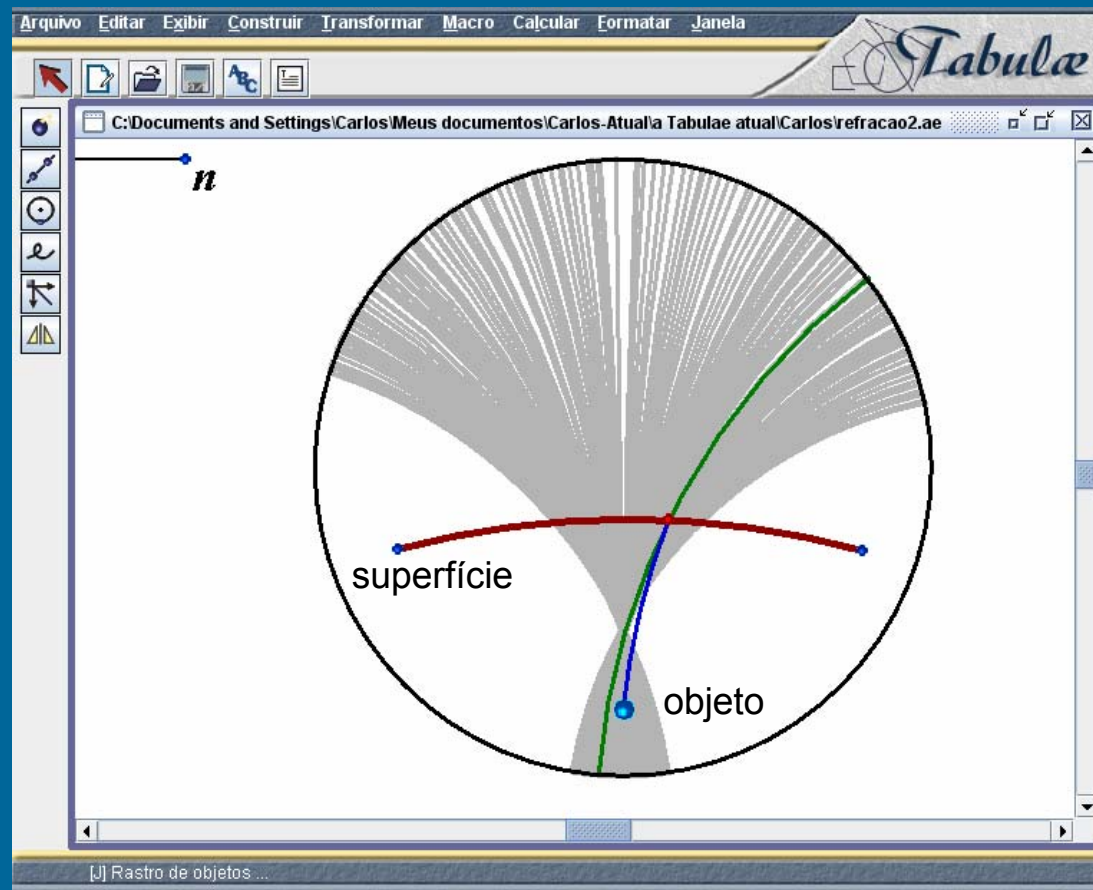 Arquivo Editar Exibir Construir Transformar Macro Calcular Formatar Janela
Tabulæ
ABC
C:\Documents and Settings\Carlos\Meus documentos\Carlos-Atual\a Tabulae atual\Carlos\refracao2.ae
n
superfície
objeto
[J] Rastro de objetos ...